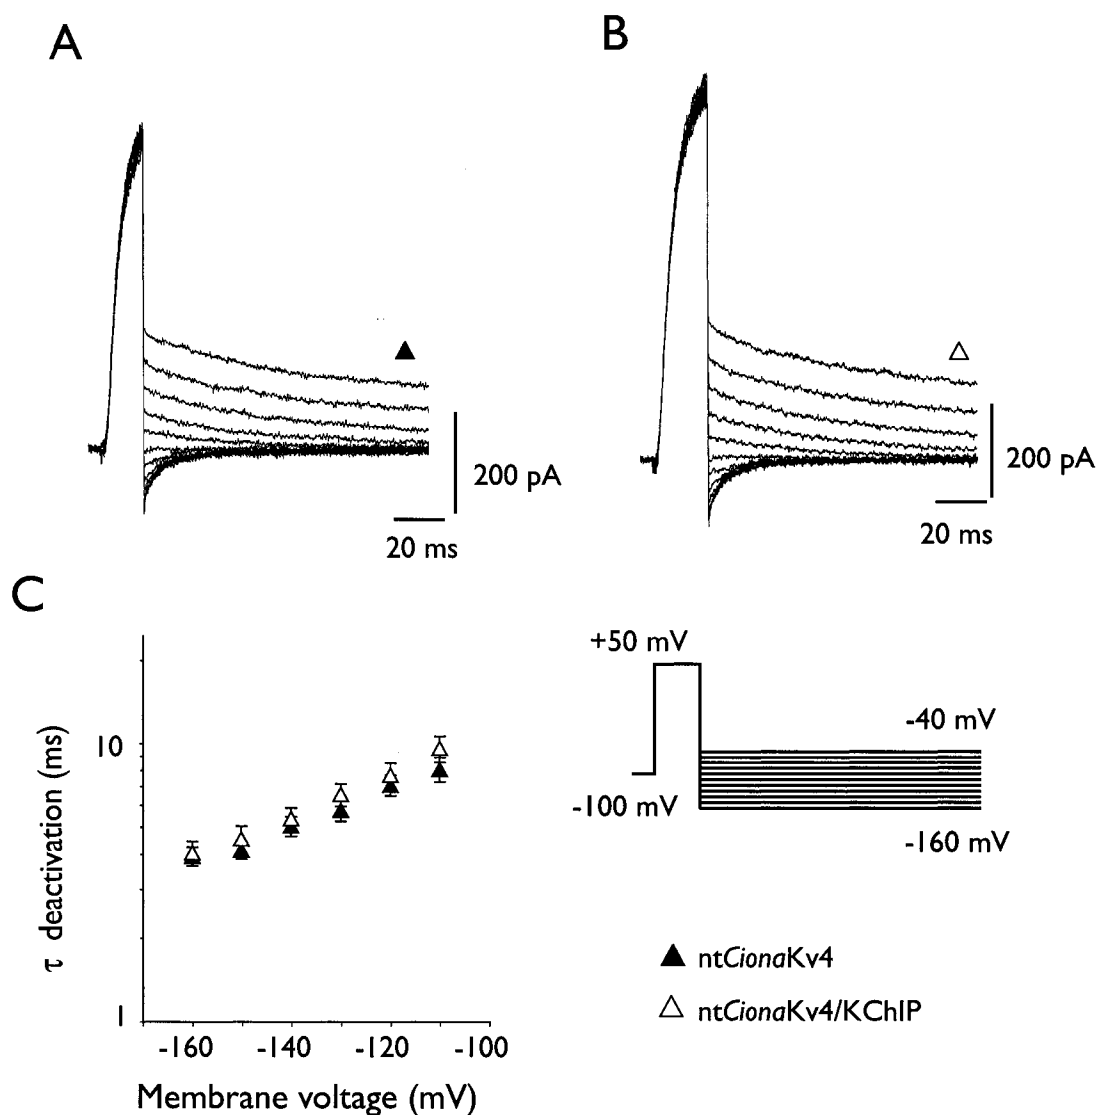 A
B
200 pA
20 ms
200 pA
20 ms
C
τ deactivation (ms)
10
1
-160
-140
-120
-100
Membrane voltage (mV)
+50 mV
-40 mV
-100 mV
-160 mV
ntCionaKv4
ntCionaKv4/KChIP